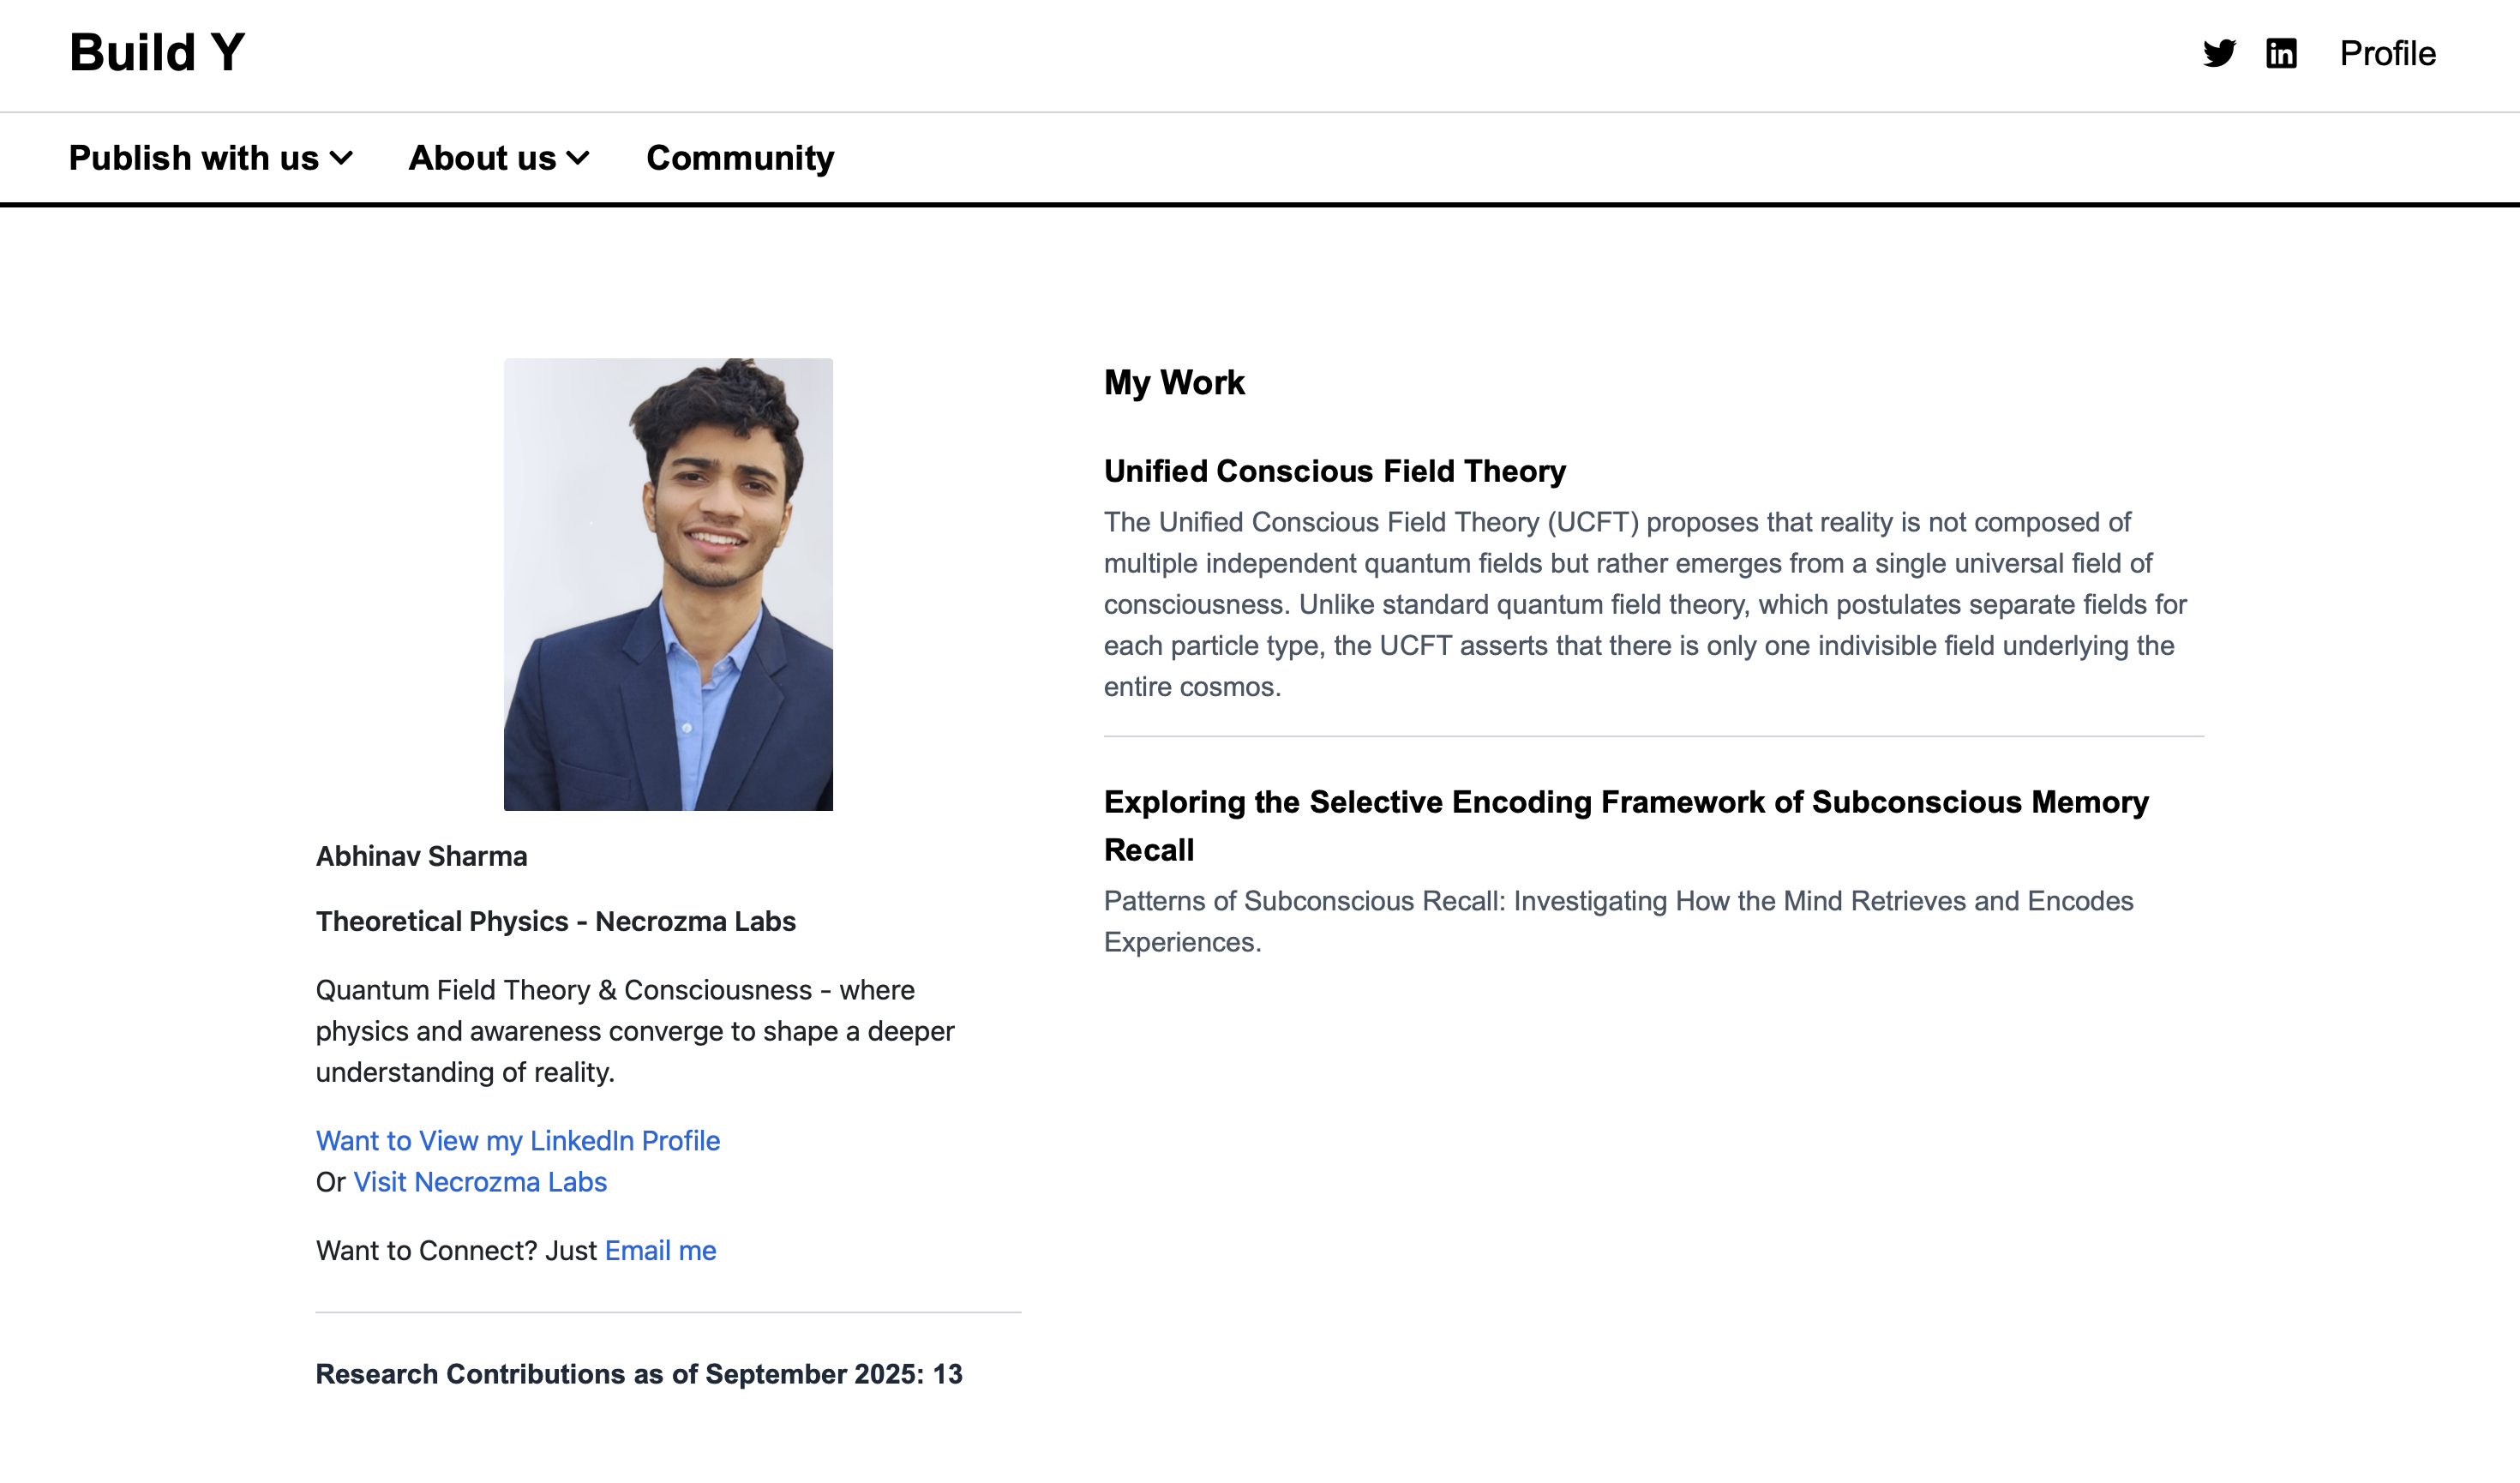 Build Y
Profile
Publish with us
About us
Community
Abhinav Sharma
Theoretical Physics - Necrozma Labs
Quantum Field Theory & Consciousness - where
physics and awareness converge to shape a deeper
understanding of reality.
Want to View my LinkedIn Profile
Or Visit Necrozma Labs
Want to Connect? Just Email me
Research Contributions as of September 2025: 13
My Work
Unified Conscious Field Theory
The Unified Conscious Field Theory (UCFT) proposes that reality is not composed of
multiple independent quantum fields but rather emerges from a single universal field of
consciousness. Unlike standard quantum field theory, which postulates separate fields for
each particle type, the UCFT asserts that there is only one indivisible field underlying the
entire cosmos.
Exploring the Selective Encoding Framework of Subconscious Memory
Recall
Patterns of Subconscious Recall: Investigating How the Mind Retrieves and Encodes
Experiences.